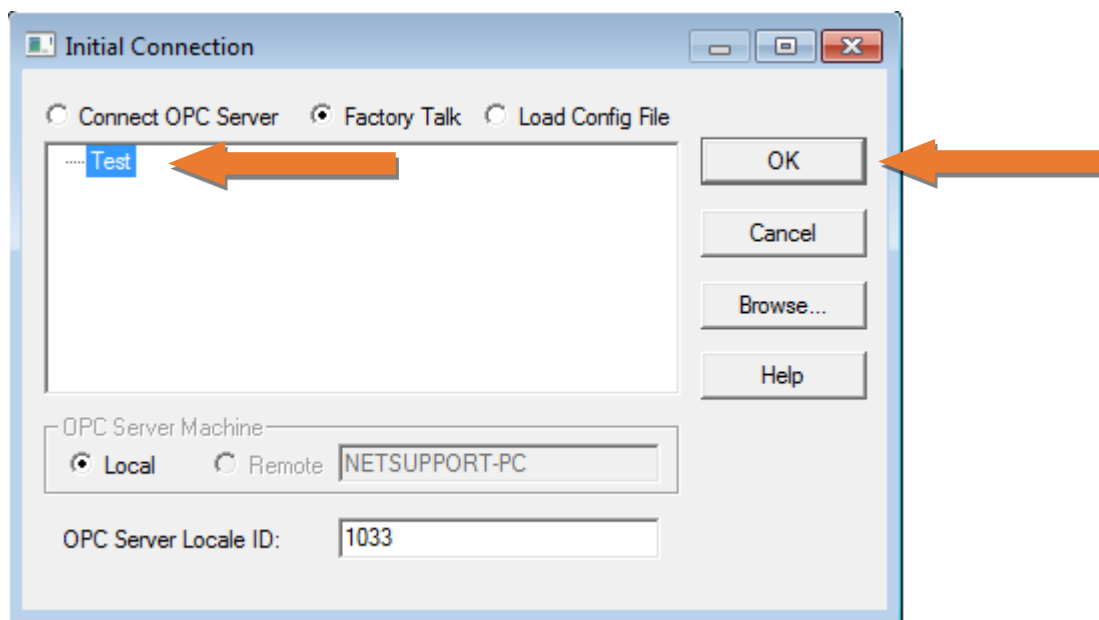 Initial Connection
Connect OPC Server Factory Talk Load Config File
Test
OK
Cancel
Browse...
Help
OPC Server Machine
Local Remote NETSUPPORT-PC
OPC Server Locale ID: 1033